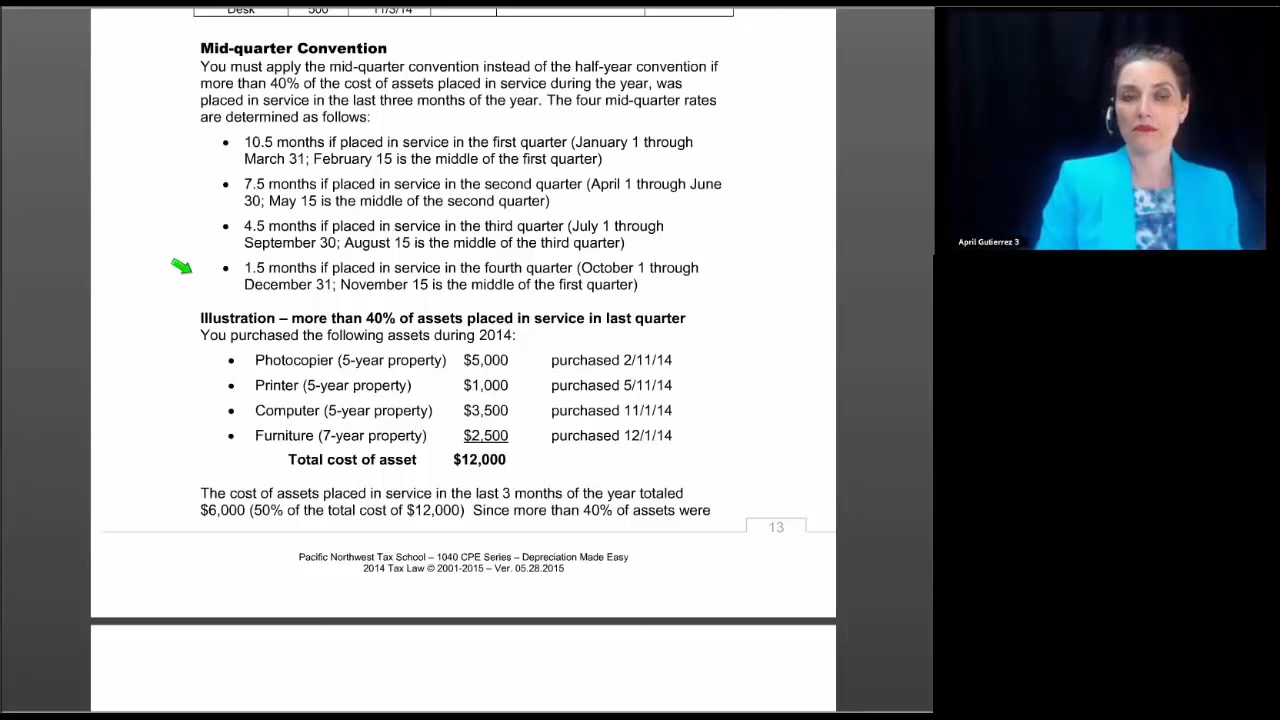 Desk 500 11/3/14
Mid-quarter Convention
You must apply the mid-quarter convention instead of the half-year convention if
more than 40% of the cost of assets placed in service during the year, was
placed in service in the last three months of the year. The four mid-quarter rates
are determined as follows:
• 10.5 months if placed in service in the first quarter (January 1 through
March 31; February 15 is the middle of the first quarter)
• 7.5 months if placed in service in the second quarter (April 1 through June
30; May 15 is the middle of the second quarter)
• 4.5 months if placed in service in the third quarter (July 1 through
September 30; August 15 is the middle of the third quarter)
• 1.5 months if placed in service in the fourth quarter (October 1 through
December 31; November 15 is the middle of the first quarter)
Illustration – more than 40% of assets placed in service in last quarter
You purchased the following assets during 2014:
• Photocopier (5-year property) $5,000 purchased 2/11/14
• Printer (5-year property) $1,000 purchased 5/11/14
• Computer (5-year property) $3,500 purchased 11/1/14
• Furniture (7-year property) $2,500 purchased 12/1/14
Total cost of asset $12,000
The cost of assets placed in service in the last 3 months of the year totaled
$6,000 (50% of the total cost of $12,000) Since more than 40% of assets were
13
Pacific Northwest Tax School – 1040 CPE Series – Depreciation Made Easy
2014 Tax Law © 2001-2015 – Ver. 05.28.2015
April Gutierrez 3